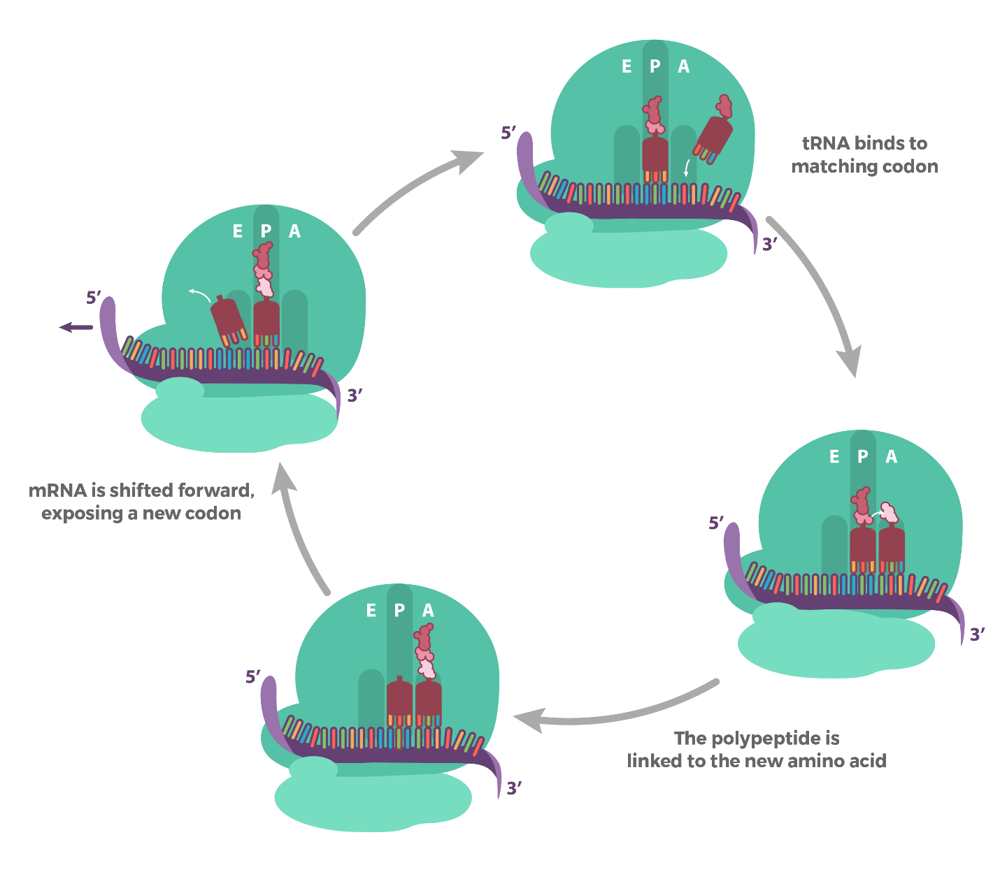 E P A
5’
3’
tRNA binds to
matching codon
E P A
5’
3’
E P A
5’
3’
The polypeptide is
linked to the new amino acid
E P A
5’
3’
mRNA is shifted forward,
exposing a new codon